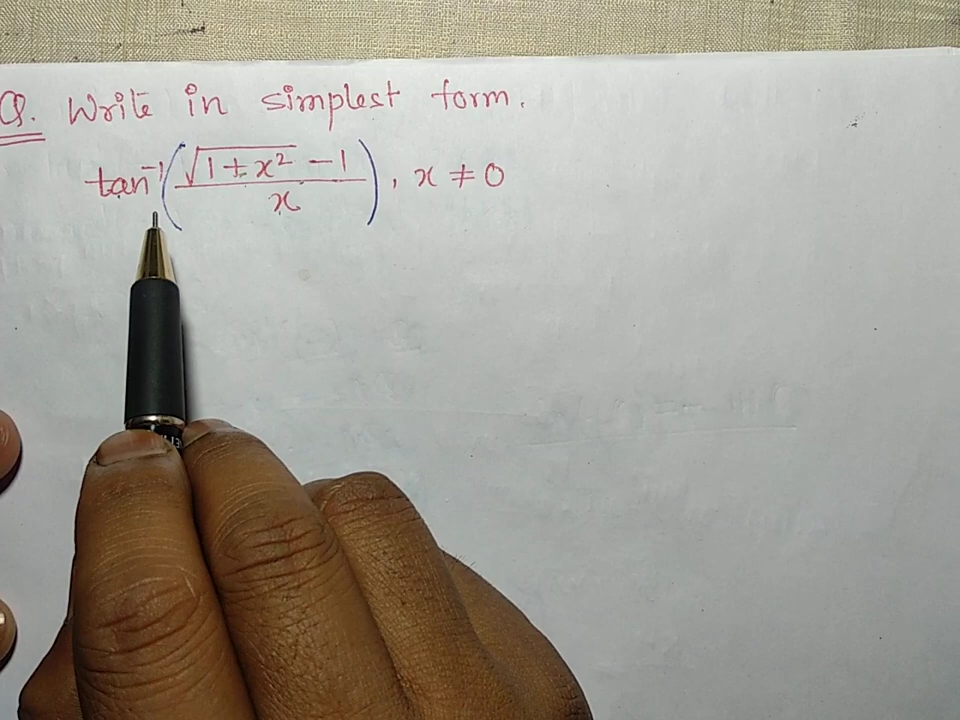 Q. Write in simplest form.
tan⁻¹(√(1+x²) - 1 / x), x ≠ 0